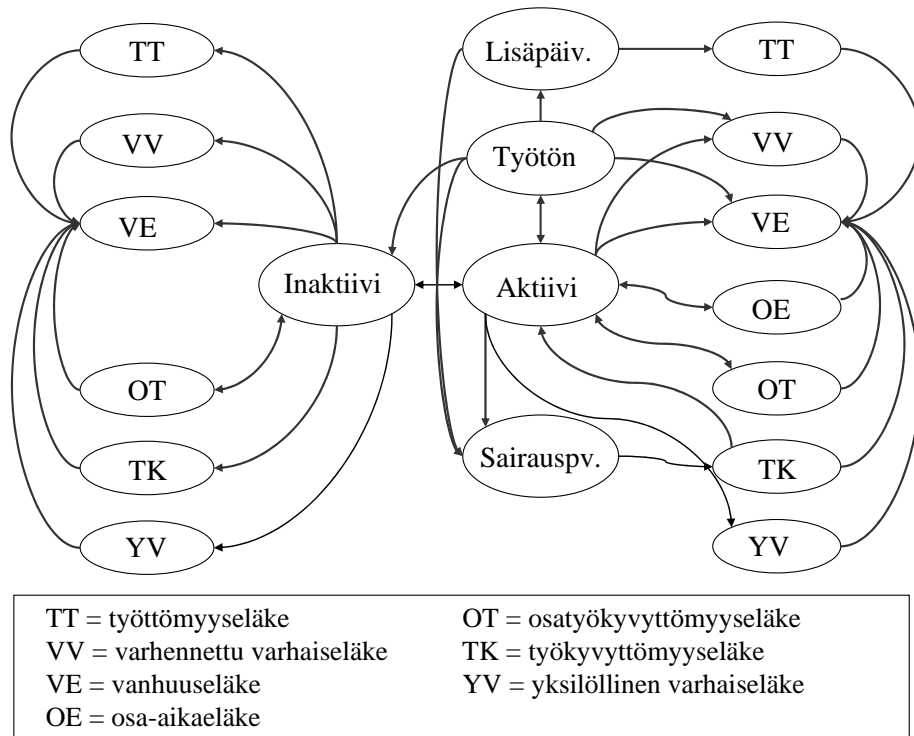 TT
VV
VE
Inaktiivi
OT
TK
YV
Lisäpäiv.
Työtön
Aktiivi
Sairauspv.
TT
VV
VE
OE
OT
TK
YV
TT = työttömyyseläke
VV = varhennettu varhaiseläke
VE = vanhuuseläke
OE = osa-aikaeläke
OT = osatyökyvyttömyyseläke
TK = työkyvyttömyyseläke
YV = yksilöllinen varhaiseläke